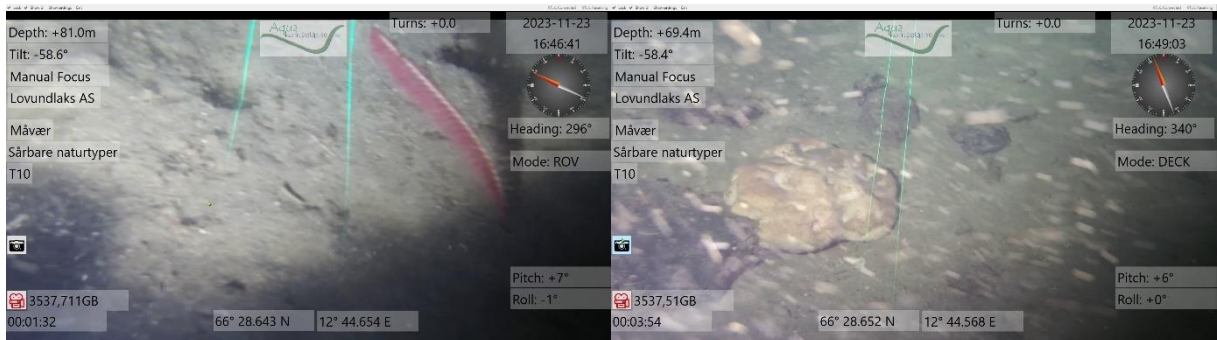 Depth: +81.0m
Tilt: -58.6°
Manual Focus
Lovundlaks AS
Måvær
Sårbare naturtyper
T10
3537,711GB
00:01:32
66° 28.643 N
12° 44.654 E
Aqua
Turns: +0.0
2023-11-23
16:46:41
Heading: 296°
Mode: ROV
Pitch: +7°
Roll: -1°
Depth: +69.4m
Tilt: -58.4°
Manual Focus
Lovundlaks AS
Måvær
Sårbare naturtyper
T10
3537,51GB
00:03:54
66° 28.652 N
12° 44.568 E
Aqua
Turns: +0.0
2023-11-23
16:49:03
Heading: 340°
Mode: DECK
Pitch: +6°
Roll: +0°